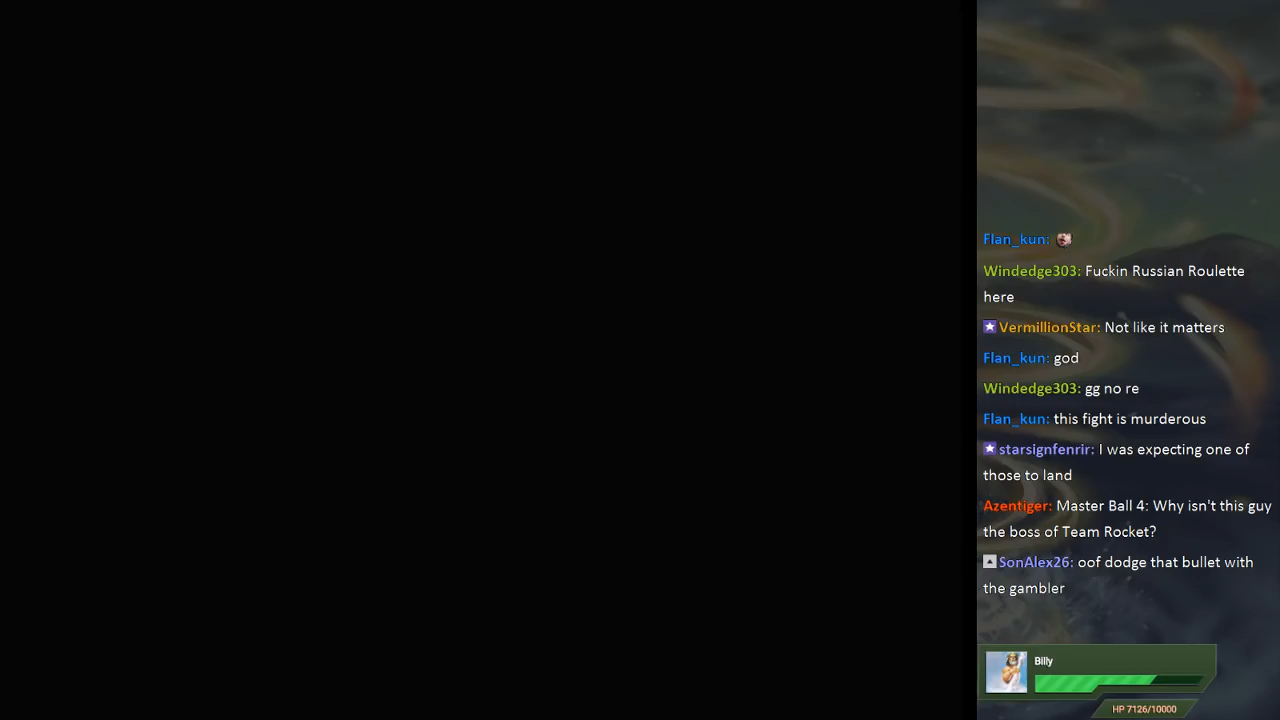 Flan_kun:
Windedge303: Fuckin Russian Roulette
here
VermillionStar: Not like it matters
Flan_kun: god
Windedge303: gg no re
Flan_kun: this fight is murderous
starsignfenrir: I was expecting one of
those to land
Azentiger: Master Ball 4: Why isn't this guy
the boss of Team Rocket?
SonAlex26: oof dodge that bullet with
the gambler
Billy
HP 7126/10000